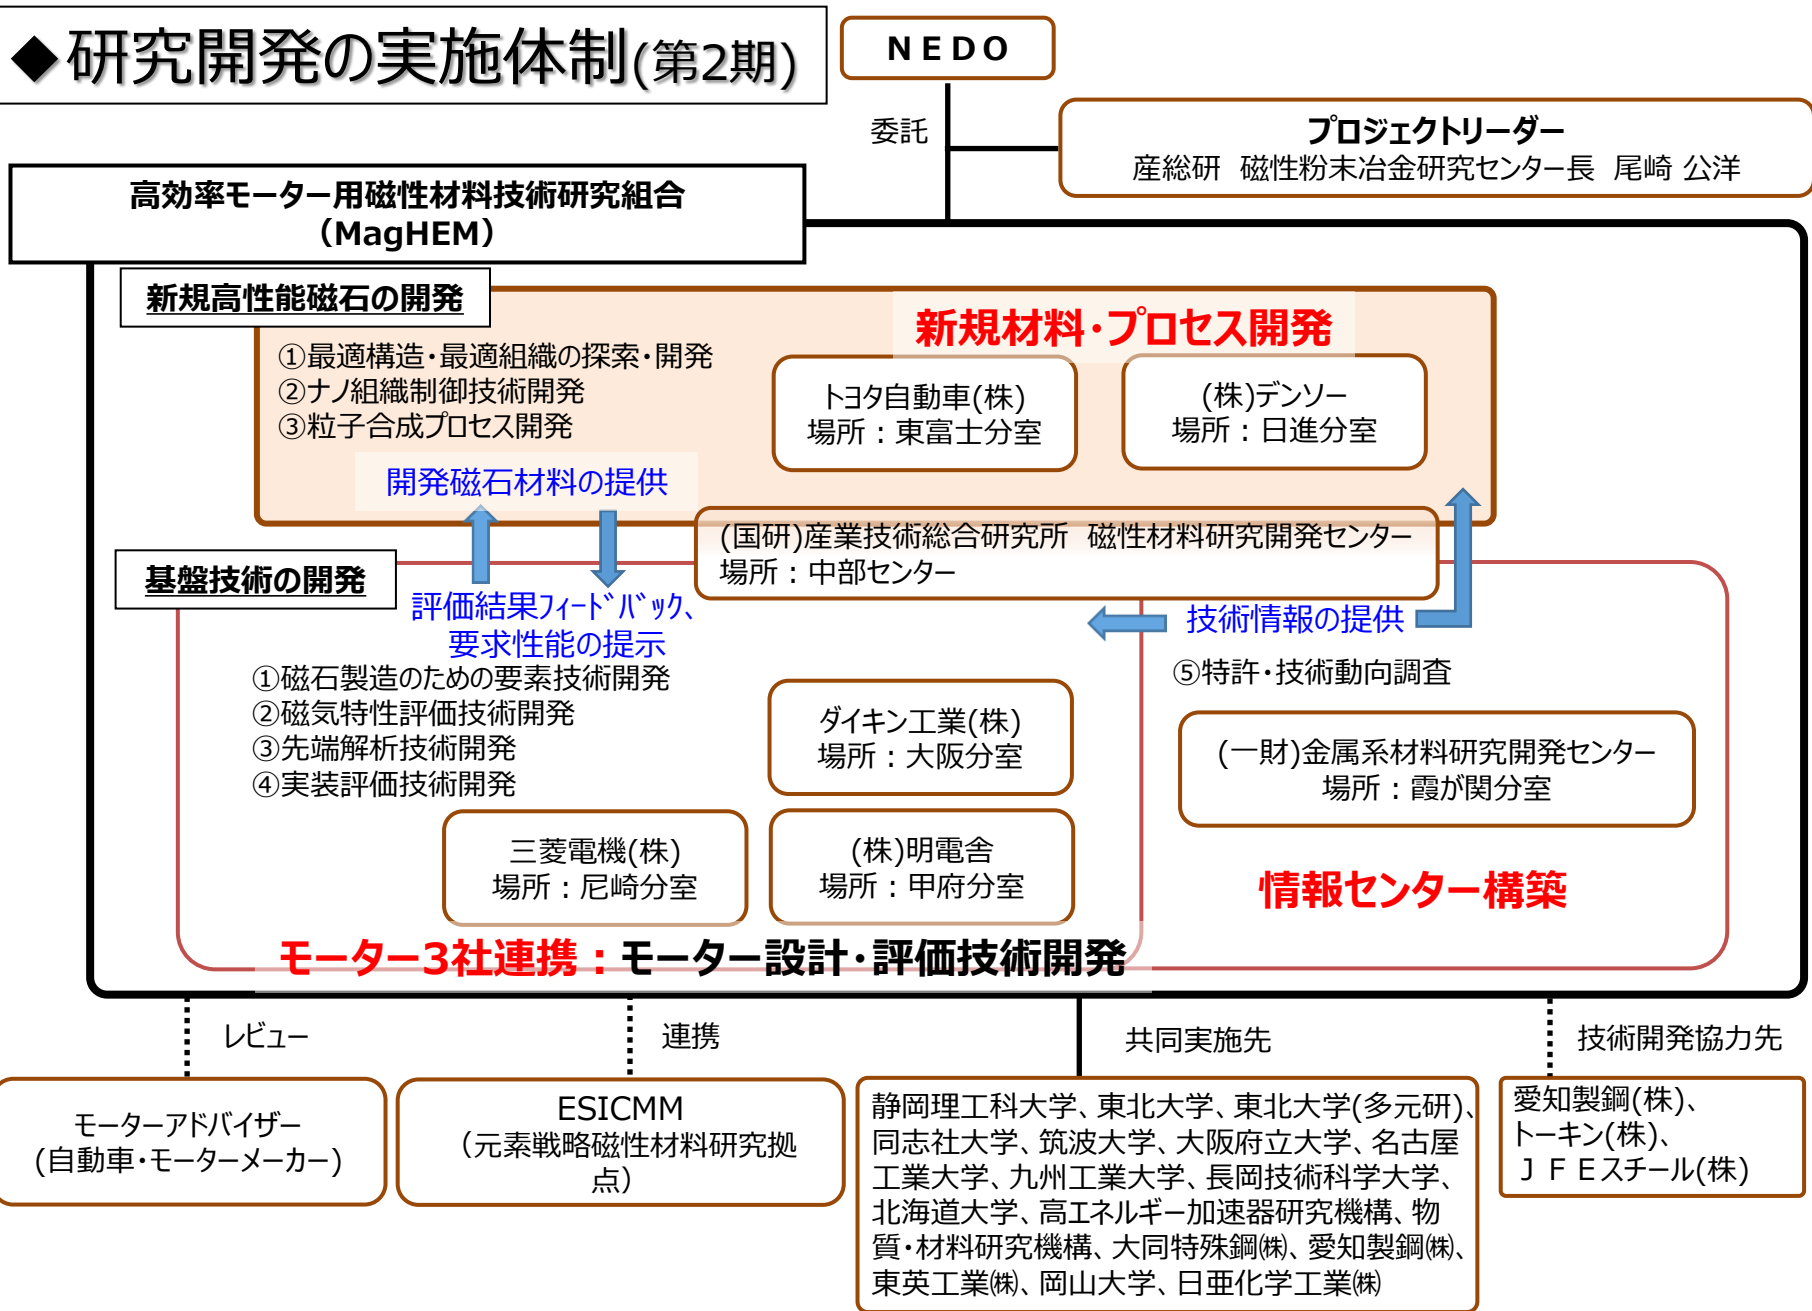 ◆研究開発の実施体制(第2期)
NEDO
委託
プロジェクトリーダー
産総研 磁性粉末冶金研究センター長 尾崎 公洋
高効率モーター用磁性材料技術研究組合
(MagHEM)
新規高性能磁石の開発
新規材料・プロセス開発
①最適構造・最適組織の探索・開発
②ナノ組織制御技術開発
③粒子合成プロセス開発
トヨタ自動車(株)
場所：東富士分室
(株)デンソー
場所：日進分室
開発磁石材料の提供
(国研)産業技術総合研究所 磁性材料研究開発センター
場所：中部センター
基盤技術の開発
評価結果フィードバック、
要求性能の提示
技術情報の提供
①磁石製造のための要素技術開発
②磁気特性評価技術開発
③先端解析技術開発
④実装評価技術開発
⑤特許・技術動向調査
ダイキン工業(株)
場所：大阪分室
(一財)金属系材料研究開発センター
場所：霞が関分室
三菱電機(株)
場所：尼崎分室
(株)明電舎
場所：甲府分室
情報センター構築
モーター3社連携：モーター設計・評価技術開発
レビュー
連携
共同実施先
技術開発協力先
モーターアドバイザー
(自動車・モーターメーカー)
ESICMM
(元素戦略磁性材料研究拠
点)
静岡理工科大学、東北大学、東北大学(多元研)、
同志社大学、筑波大学、大阪府立大学、名古屋
工業大学、九州工業大学、長岡技術科学大学、
北海道大学、高エネルギー加速器研究機構、物
質・材料研究機構、大同特殊鋼㈱、愛知製鋼㈱、
東英工業㈱、岡山大学、日亜化学工業㈱
愛知製鋼(株)、
トーキン(株)、
ＪＦＥスチール(株)